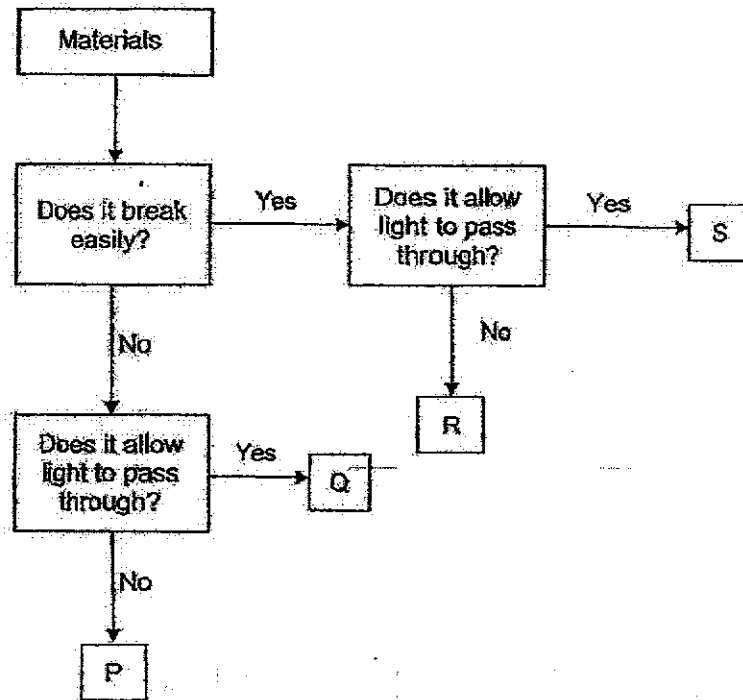 Materials
Does it break
easily?
Yes
Does it allow
light to pass
through?
Yes
S
No
No
R
Does it allow
light to pass
through?
Yes
Q
No
P